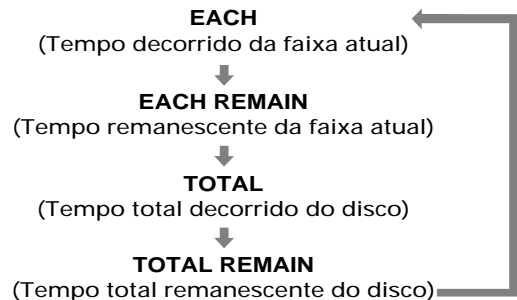 EACH
(Tempo decorrido da faixa atual)
EACH REMAIN
(Tempo remanescente da faixa atual)
TOTAL
(Tempo total decorrido do disco)
TOTAL REMAIN
(Tempo total remanescente do disco)